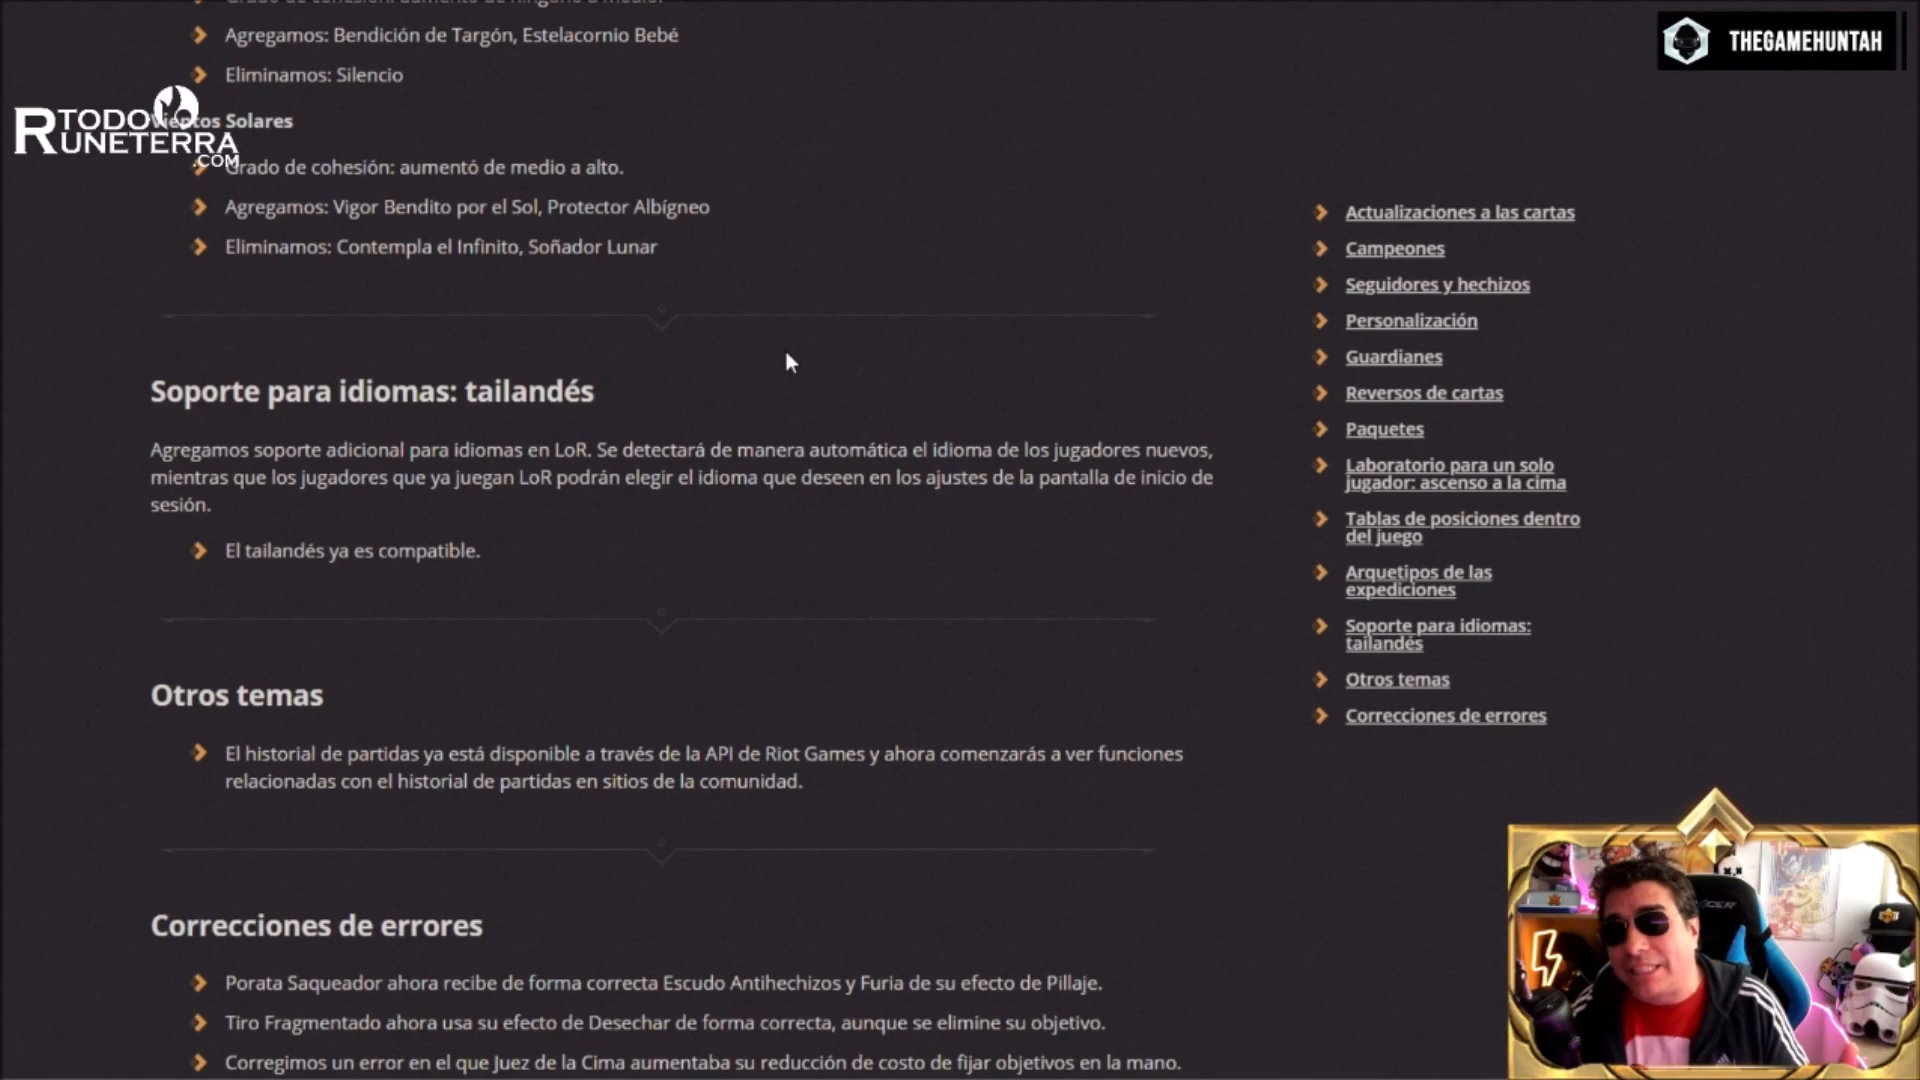 Agregamos: Bendición de Targón, Estelacornio Bebé
Eliminamos: Silencio
THEGAMEHUNTAH
TODO
RUNETERRA
.COM
Vientos Solares
Grado de cohesión: aumentó de medio a alto.
Agregamos: Vigor Bendito por el Sol, Protector Albígneo
Eliminamos: Contempla el Infinito, Soñador Lunar
Soporte para idiomas: tailandés
Agregamos soporte adicional para idiomas en LoR. Se detectará de manera automática el idioma de los jugadores nuevos,
mientras que los jugadores que ya juegan LoR podrán elegir el idioma que deseen en los ajustes de la pantalla de inicio de
sesión.
El tailandés ya es compatible.
Otros temas
El historial de partidas ya está disponible a través de la API de Riot Games y ahora comenzarás a ver funciones
relacionadas con el historial de partidas en sitios de la comunidad.
Correcciones de errores
Porata Saqueador ahora recibe de forma correcta Escudo Antihechizos y Furia de su efecto de Pillaje.
Tiro Fragmentado ahora usa su efecto de Desechar de forma correcta, aunque se elimine su objetivo.
Corregimos un error en el que Juez de la Cima aumentaba su reducción de costo de fijar objetivos en la mano.
Actualizaciones a las cartas
Campeones
Seguidores y hechizos
Personalización
Guardianes
Reversos de cartas
Paquetes
Laboratorio para un solo
jugador: ascenso a la cima
Tablas de posiciones dentro
del juego
Arquetipos de las
expediciones
Soporte para idiomas:
tailandés
Otros temas
Correcciones de errores